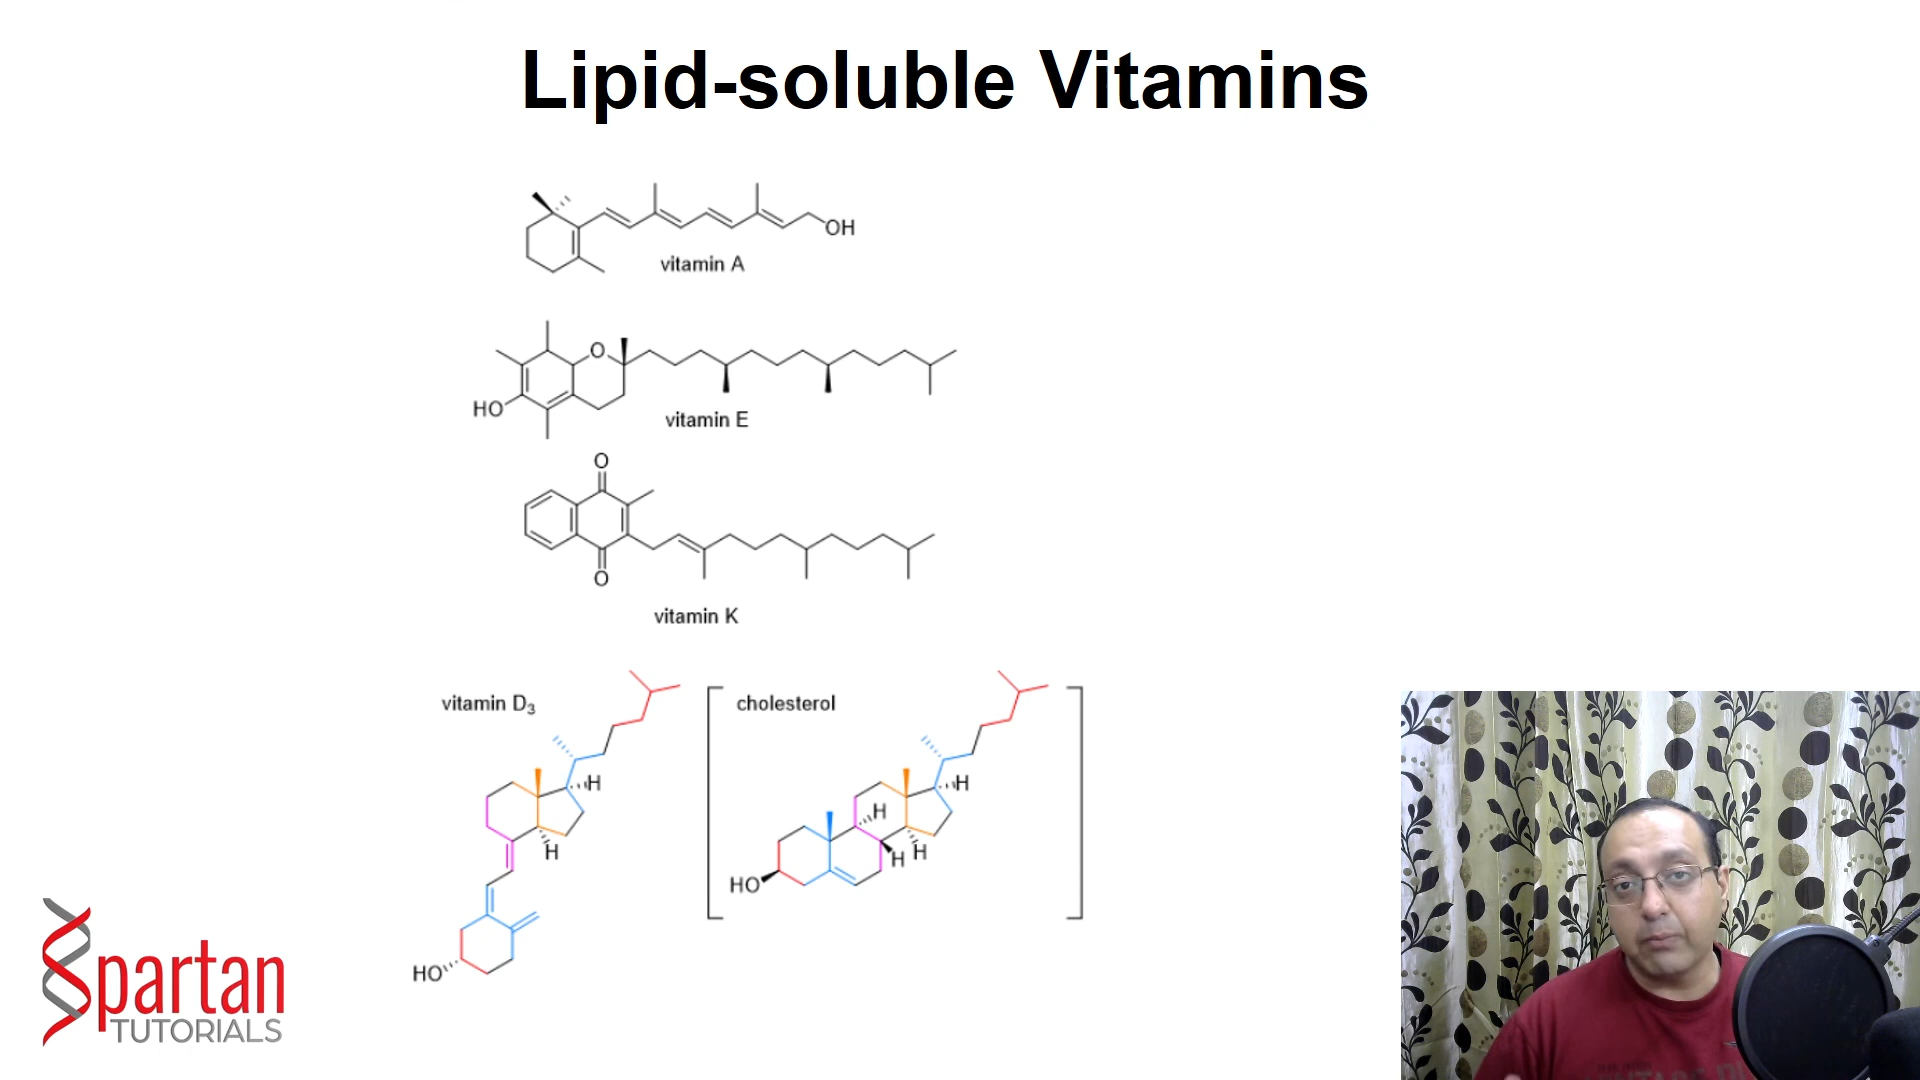 Lipid-soluble Vitamins
OH
vitamin A
O
HO
vitamin E
O
O
vitamin K
vitamin D₃
cholesterol
H
H
H
H
H
H
HO
HO
Spartan
TUTORIALS